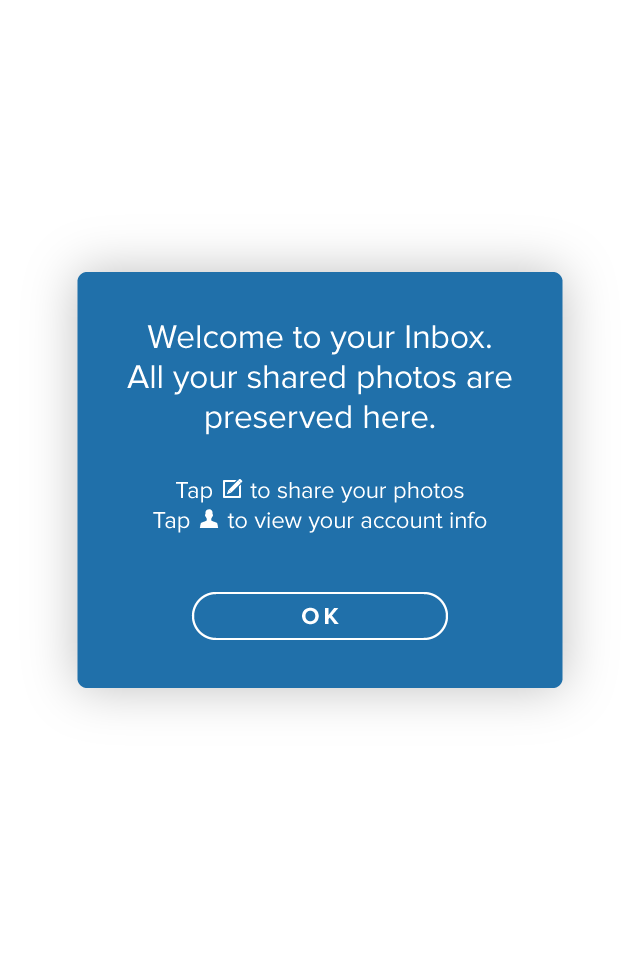 Welcome to your Inbox.
All your shared photos are
preserved here.
Tap to share your photos
Tap to view your account info
OK